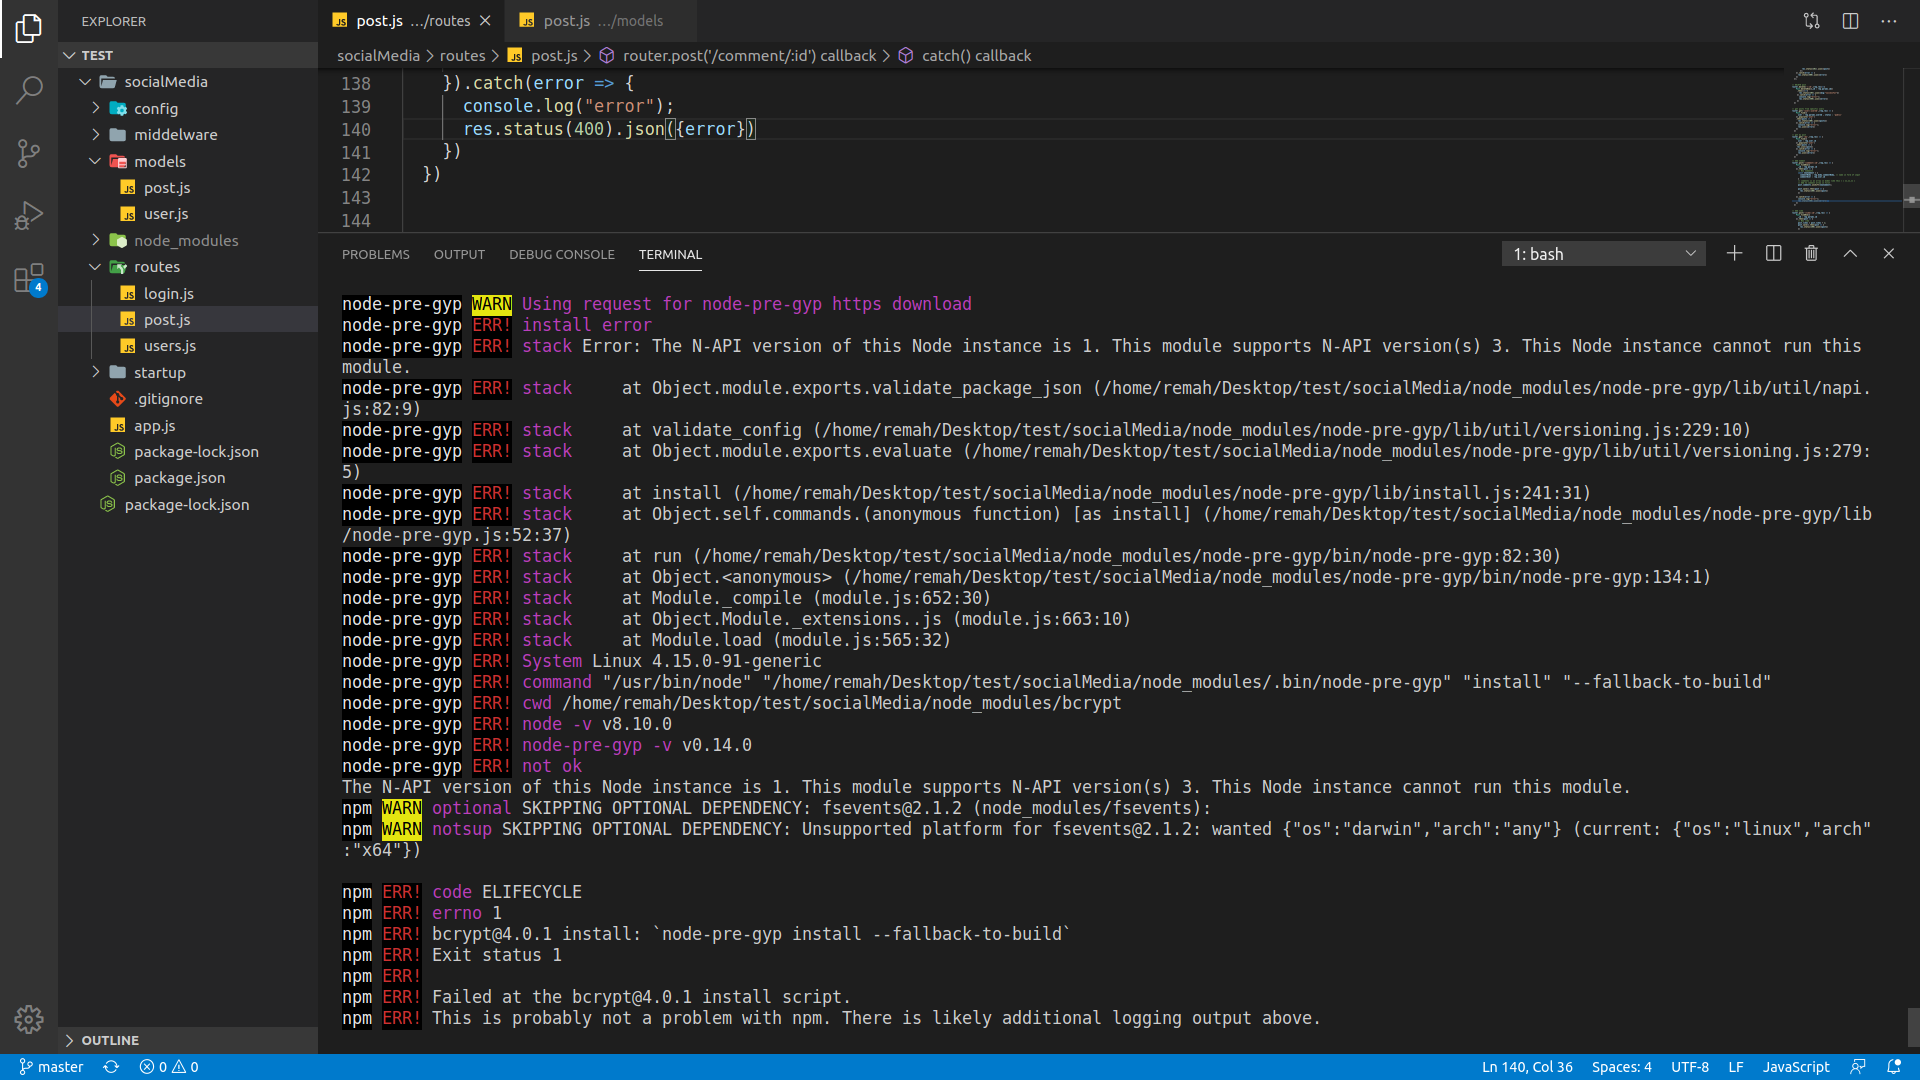 EXPLORER
TEST
socialMedia
config
middelware
models
post.js
user.js
node_modules
routes
login.js
post.js
users.js
startup
.gitignore
app.js
package-lock.json
package.json
package-lock.json
OUTLINE
4
post.js .../routes
post.js .../models
socialMedia > routes > post.js > router.post('/comment/:id') callback > catch() callback
138 }).catch(error => {
139 console.log("error");
140 res.status(400).json({error})
141 })
142 })
143
144
PROBLEMS OUTPUT DEBUG CONSOLE TERMINAL
1: bash
node-pre-gyp WARN Using request for node-pre-gyp https download
node-pre-gyp ERR! install error
node-pre-gyp ERR! stack Error: The N-API version of this Node instance is 1. This module supports N-API version(s) 3. This Node instance cannot run this
module.
node-pre-gyp ERR! stack     at Object.module.exports.validate_package_json (/home/remah/Desktop/test/socialMedia/node_modules/node-pre-gyp/lib/util/napi.
js:82:9)
node-pre-gyp ERR! stack     at validate_config (/home/remah/Desktop/test/socialMedia/node_modules/node-pre-gyp/lib/util/versioning.js:229:10)
node-pre-gyp ERR! stack     at Object.module.exports.evaluate (/home/remah/Desktop/test/socialMedia/node_modules/node-pre-gyp/lib/util/versioning.js:279:
5)
node-pre-gyp ERR! stack     at install (/home/remah/Desktop/test/socialMedia/node_modules/node-pre-gyp/lib/install.js:241:31)
node-pre-gyp ERR! stack     at Object.self.commands.(anonymous function) [as install] (/home/remah/Desktop/test/socialMedia/node_modules/node-pre-gyp/lib
/node-pre-gyp.js:52:37)
node-pre-gyp ERR! stack     at run (/home/remah/Desktop/test/socialMedia/node_modules/node-pre-gyp/bin/node-pre-gyp:82:30)
node-pre-gyp ERR! stack     at Object.<anonymous> (/home/remah/Desktop/test/socialMedia/node_modules/node-pre-gyp/bin/node-pre-gyp:134:1)
node-pre-gyp ERR! stack     at Module._compile (module.js:652:30)
node-pre-gyp ERR! stack     at Object.Module._extensions..js (module.js:663:10)
node-pre-gyp ERR! stack     at Module.load (module.js:565:32)
node-pre-gyp ERR! System Linux 4.15.0-91-generic
node-pre-gyp ERR! command "/usr/bin/node" "/home/remah/Desktop/test/socialMedia/node_modules/.bin/node-pre-gyp" "install" "--fallback-to-build"
node-pre-gyp ERR! cwd /home/remah/Desktop/test/socialMedia/node_modules/bcrypt
node-pre-gyp ERR! node -v v8.10.0
node-pre-gyp ERR! node-pre-gyp -v v0.14.0
node-pre-gyp ERR! not ok
The N-API version of this Node instance is 1. This module supports N-API version(s) 3. This Node instance cannot run this module.
npm WARN optional SKIPPING OPTIONAL DEPENDENCY: fsevents@2.1.2 (node_modules/fsevents):
npm WARN notsup SKIPPING OPTIONAL DEPENDENCY: Unsupported platform for fsevents@2.1.2: wanted {"os":"darwin","arch":"any"} (current: {"os":"linux","arch"
:"x64"})
npm ERR! code ELIFECYCLE
npm ERR! errno 1
npm ERR! bcrypt@4.0.1 install: `node-pre-gyp install --fallback-to-build`
npm ERR! Exit status 1
npm ERR!
npm ERR! Failed at the bcrypt@4.0.1 install script.
npm ERR! This is probably not a problem with npm. There is likely additional logging output above.
master 0 0 Ln 140, Col 36 Spaces: 4 UTF-8 LF JavaScript